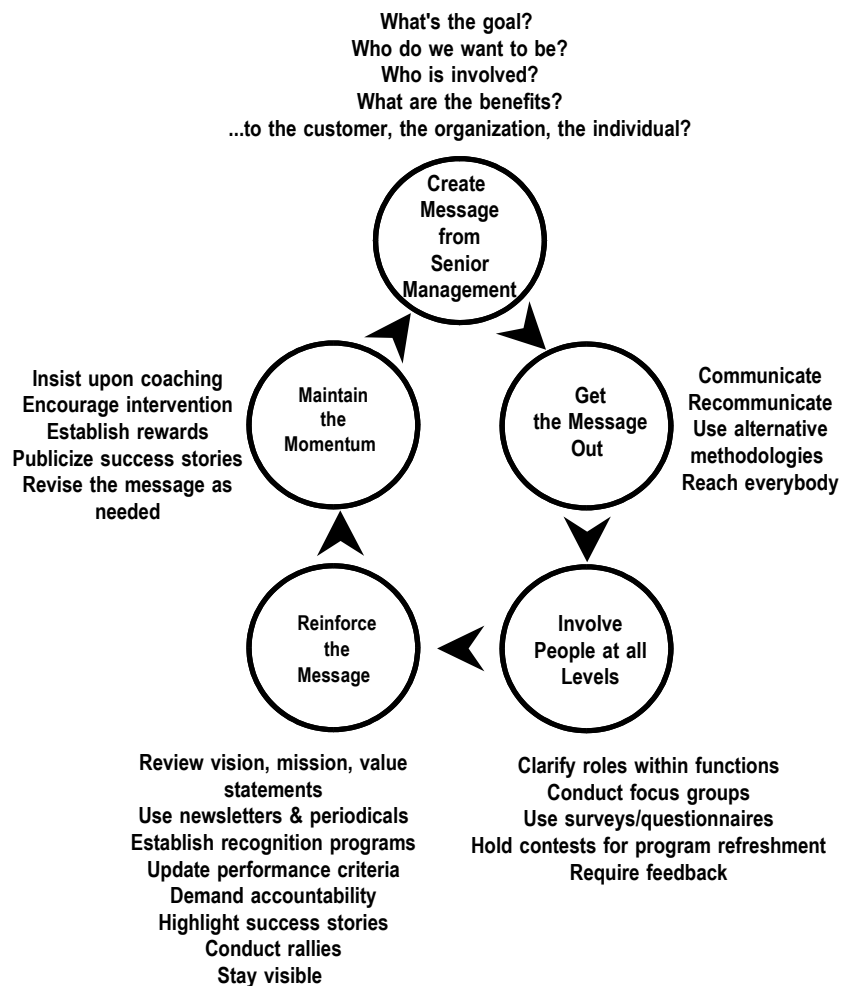 What's the goal?
Who do we want to be?
Who is involved?
What are the benefits?
...to the customer, the organization, the individual?
Create
Message
from
Senior
Management
Get
the Message
Out
Communicate
Recommunicate
Use alternative
methodologies
Reach everybody
Involve
People at all
Levels
Clarify roles within functions
Conduct focus groups
Use surveys/questionnaires
Hold contests for program refreshment
Require feedback
Reinforce
the
Message
Review vision, mission, value
statements
Use newsletters & periodicals
Establish recognition programs
Update performance criteria
Demand accountability
Highlight success stories
Conduct rallies
Stay visible
Maintain
the
Momentum
Insist upon coaching
Encourage intervention
Establish rewards
Publicize success stories
Revise the message as
needed